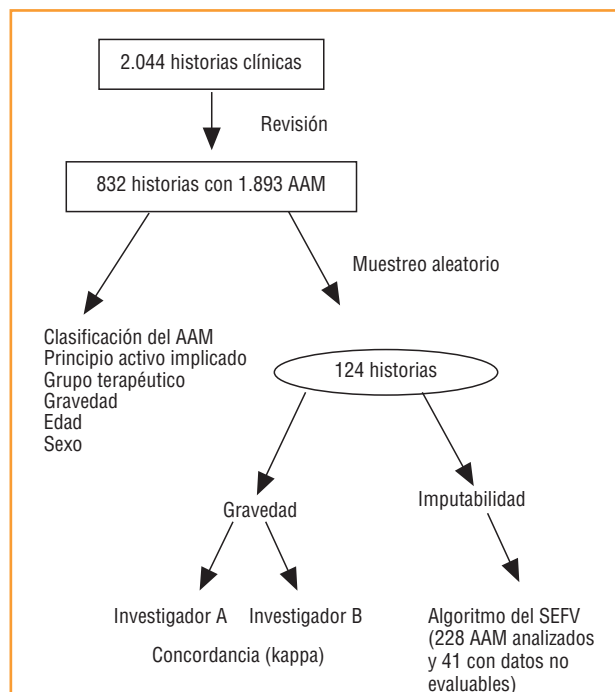 2.044 historias clínicas
Revisión
832 historias con 1.893 AAM
Muestreo aleatorio
Clasificación del AAM
Principio activo implicado
Grupo terapéutico
Gravedad
Edad
Sexo
124 historias
Gravedad
Imputabilidad
Investigador A
Investigador B
Concordancia (kappa)
Algoritmo del SEFV
(228 AAM analizados
y 41 con datos no
evaluables)